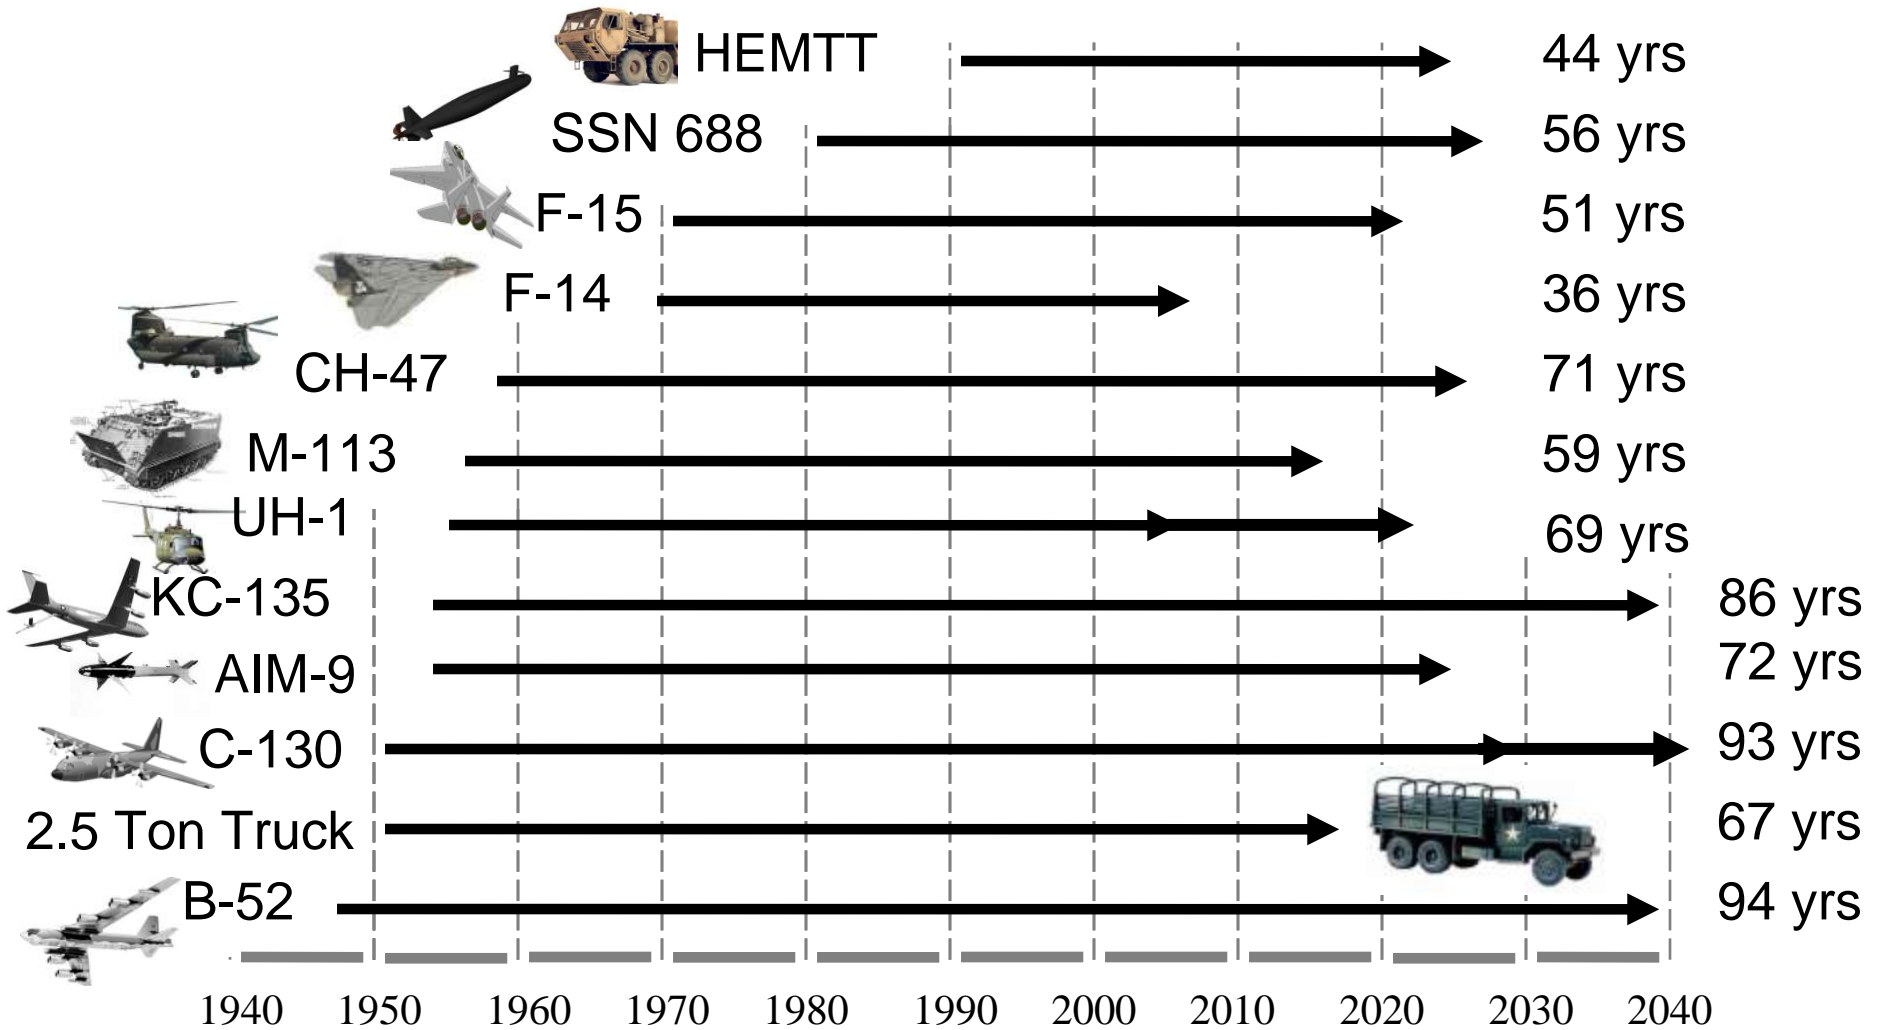 HEMTT 44 yrs
SSN 688 56 yrs
F-15 51 yrs
F-14 36 yrs
CH-47 71 yrs
M-113 59 yrs
UH-1 69 yrs
KC-135 86 yrs
AIM-9 72 yrs
C-130 93 yrs
2.5 Ton Truck 67 yrs
B-52 94 yrs
1940 1950 1960 1970 1980 1990 2000 2010 2020 2030 2040